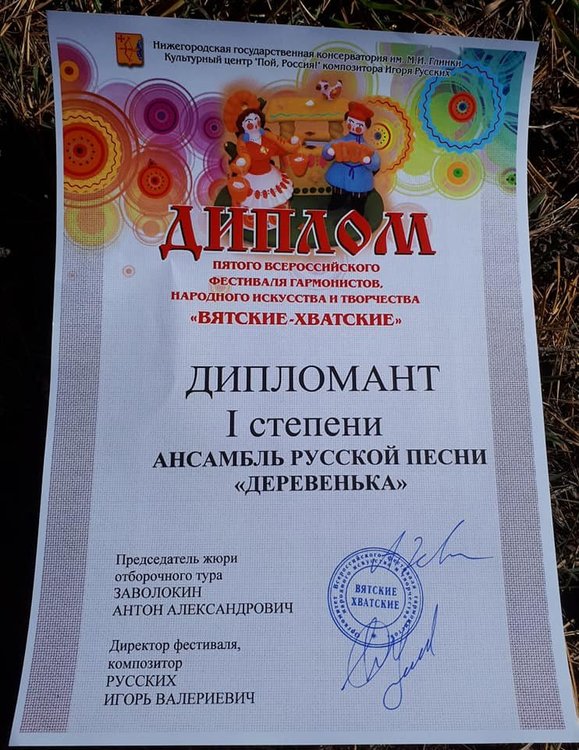 Нижегородская государственная консерватория им. М.И. Глинки
Культурный центр "Пой, Россия!" композитора Игоря Русских
ДИПЛОМ
ПЯТОГО ВСЕРОССИЙСКОГО
ФЕСТИВАЛЯ ГАРМОНИСТОВ,
НАРОДНОГО ИСКУССТВА И ТВОРЧЕСТВА
«ВЯТСКИЕ-ХВАТСКИЕ»
ДИПЛОМАНТ
I степени
АНСАМБЛЬ РУССКОЙ ПЕСНИ
«ДЕРЕВЕНЬКА»
Председатель жюри
отборочного тура
ЗАВОЛОКИН
АНТОН АЛЕКСАНДРОВИЧ
ВЯТСКИЕ
ХВАТСКИЕ
Директор фестиваля,
композитор
РУССКИХ
ИГОРЬ ВАЛЕРИЕВИЧ